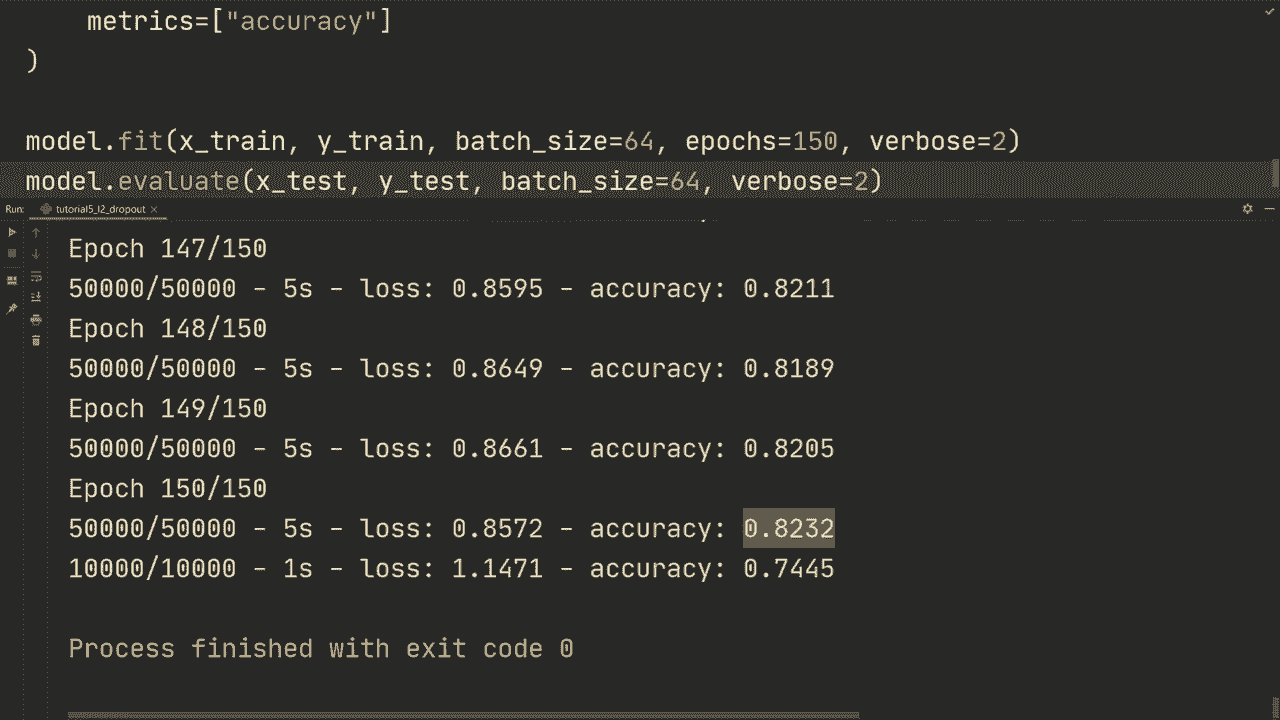 metrics=["accuracy"]
)
model.fit(x_train, y_train, batch_size=64, epochs=150, verbose=2)
model.evaluate(x_test, y_test, batch_size=64, verbose=2)
Run: tutorial5_l2_dropout ×
Epoch 147/150
50000/50000 - 5s - loss: 0.8595 - accuracy: 0.8211
Epoch 148/150
50000/50000 - 5s - loss: 0.8649 - accuracy: 0.8189
Epoch 149/150
50000/50000 - 5s - loss: 0.8661 - accuracy: 0.8205
Epoch 150/150
50000/50000 - 5s - loss: 0.8572 - accuracy: 0.8232
10000/10000 - 1s - loss: 1.1471 - accuracy: 0.7445
Process finished with exit code 0